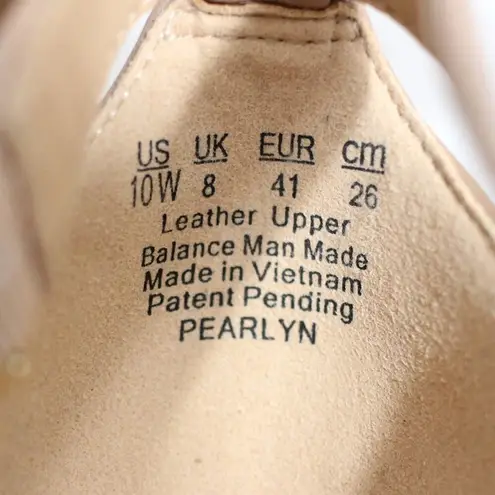 US UK EUR cm
10W 8 41 26
Leather Upper
Balance Man Made
Made in Vietnam
Patent Pending
PEARLYN